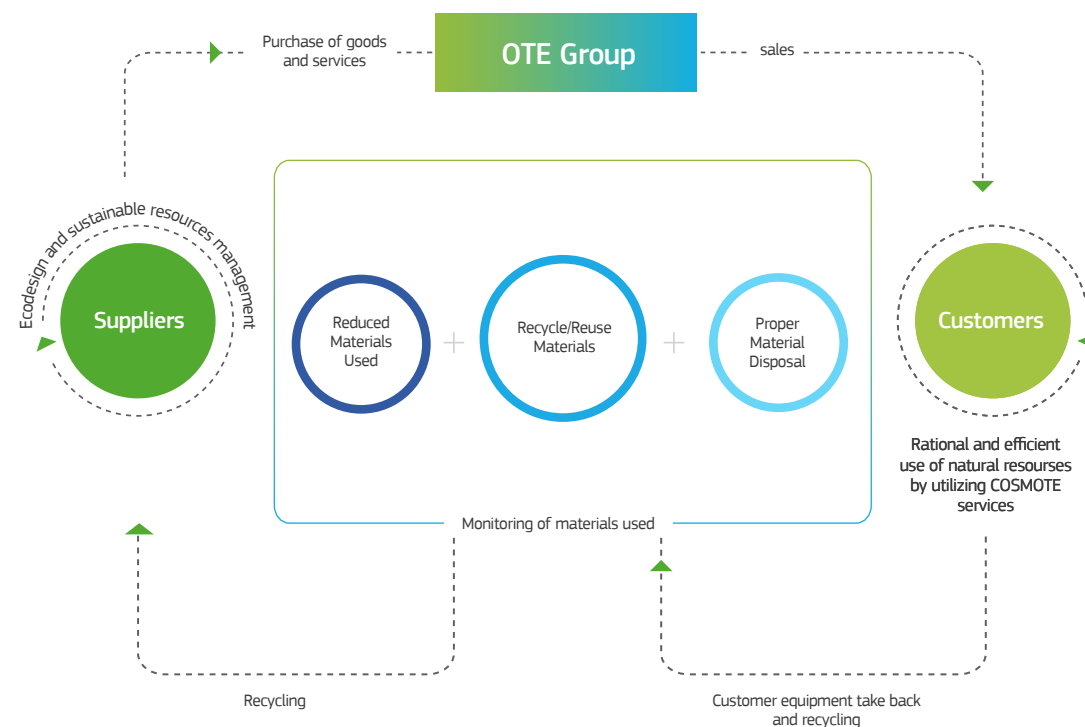 Purchase of goods
and services
OTE Group
sales
Ecodesign and sustainable resources management
Suppliers
Reduced
Materials
Used
Recycle/Reuse
Materials
Proper
Material
Disposal
Customers
Rational and efficient
use of natural resourses
by utilizing COSMOTE
services
Monitoring of materials used
Recycling
Customer equipment take back
and recycling